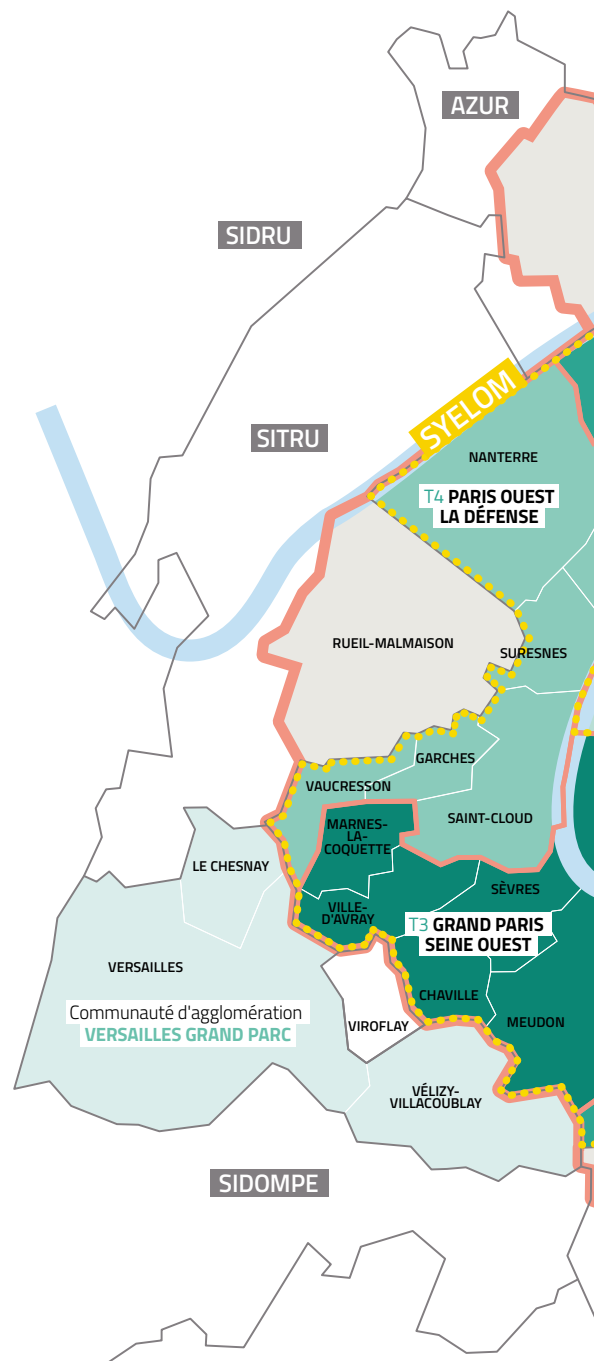 AZUR
SIDRU
SYELOM
SITRU
NANTERRE
T4 PARIS OUEST
LA DÉFENSE
RUEIL-MALMAISON
SURESNES
GARCHES
VAUCRESSON
SAINT-CLOUD
MARNES-
LA-
COQUETTE
LE CHESNAY
SÈVRES
VILLE-
D'AVRAY
T3 GRAND PARIS
SEINE OUEST
VERSAILLES
CHAVILLE
Communauté d'agglomération
VERSAILLES GRAND PARC
VIROFLAY
MEUDON
VÉLIZY-
VILLACOUBLAY
SIDOMPE